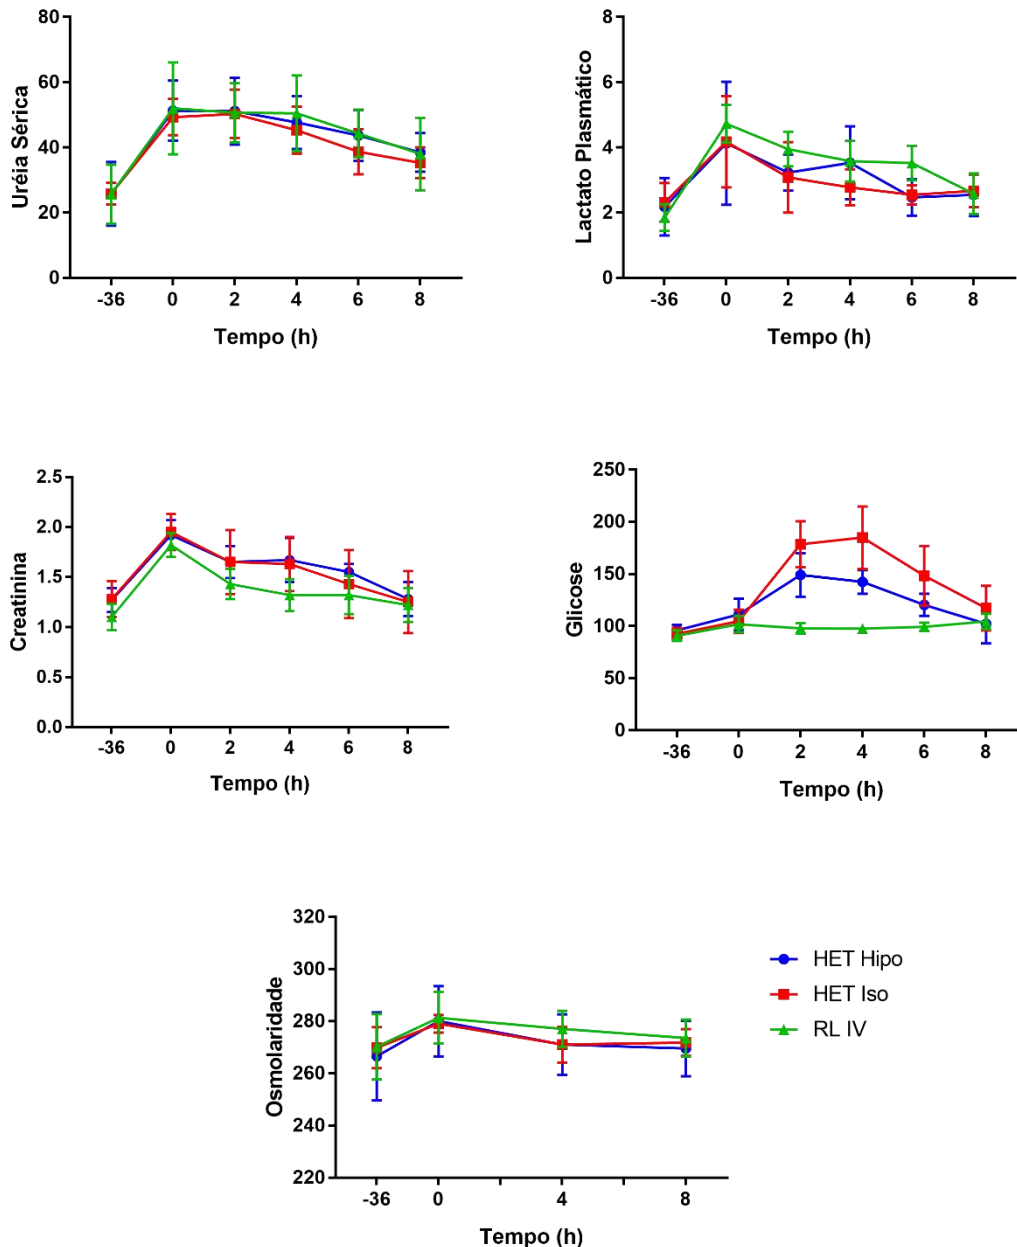 Uréia Sérica
80
60
40
20
0
-36 0 2 4 6 8
Tempo (h)
Lactato Plasmático
8
6
4
2
0
-36 0 2 4 6 8
Tempo (h)
Creatinina
2.5
2.0
1.5
1.0
0.5
0.0
-36 0 2 4 6 8
Tempo (h)
Glicose
250
200
150
100
50
0
-36 0 2 4 6 8
Tempo (h)
Osmolaridade
320
300
280
260
240
220
-36 0 4 8
Tempo (h)
HET Hipo
HET Iso
RL IV